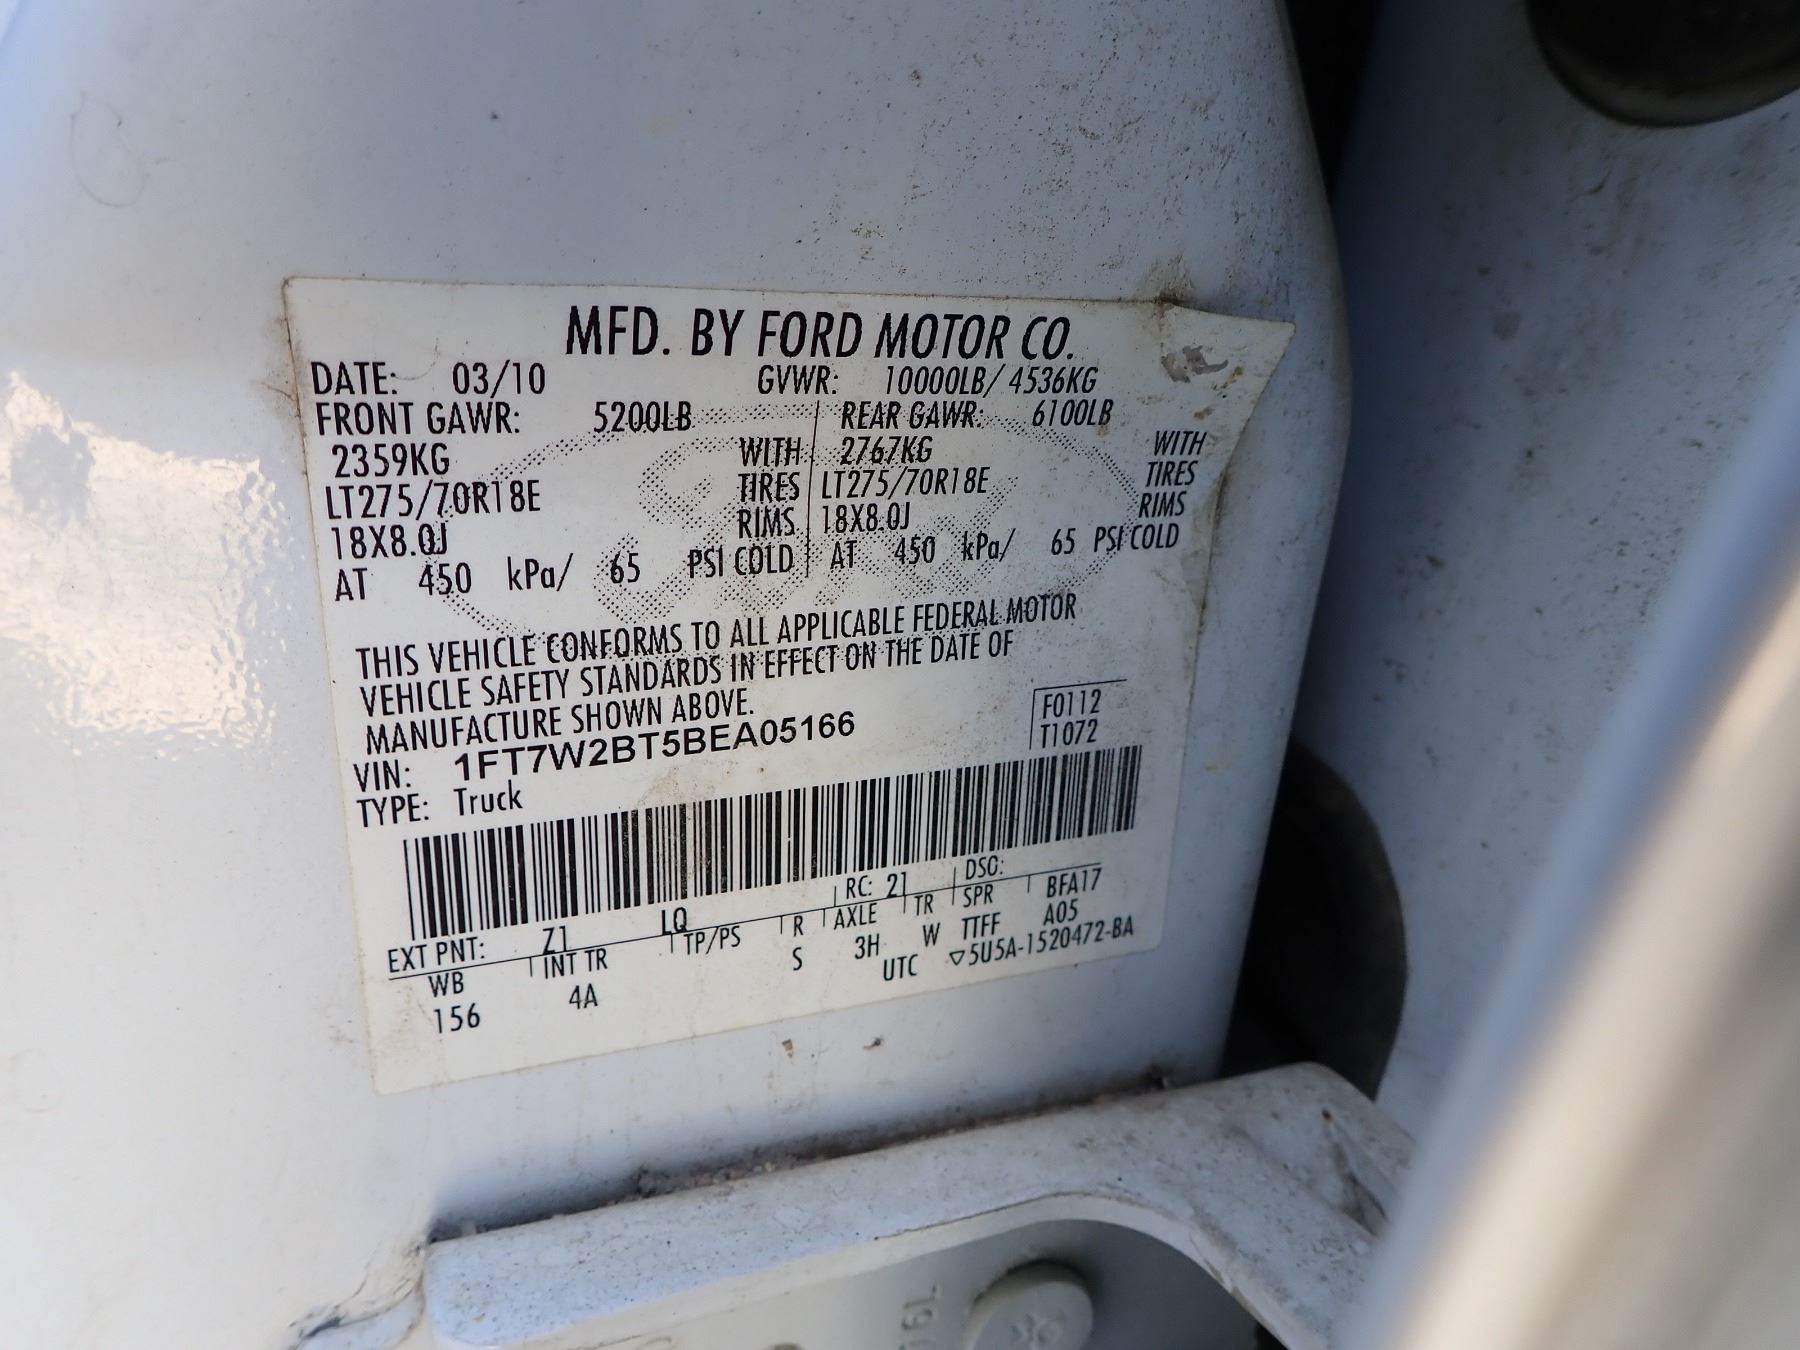 MFD. BY FORD MOTOR CO.
DATE: 03/10 GVWR: 10000LB/ 4536KG
FRONT GAWR: 5200LB REAR GAWR: 6100LB
2359KG WITH 2767KG WITH
LT275/70R18E TIRES LT275/70R18E TIRES
18X8.0J RIMS 18X8.0J RIMS
AT 450 kPa/ 65 PSI COLD AT 450 kPa/ 65 PSI COLD
THIS VEHICLE CONFORMS TO ALL APPLICABLE FEDERAL MOTOR
VEHICLE SAFETY STANDARDS IN EFFECT ON THE DATE OF
MANUFACTURE SHOWN ABOVE.
F0112
VIN: 1FT7W2BT5BEA05166 T1072
TYPE: Truck
EXT PNT: Z1 LQ RC: 21 DSO:
WB INT TR TP/PS R AXLE TR SPR BFA17
156 4A S 3H W TTFF A05
UTC ▽5U5A-1520472-BA